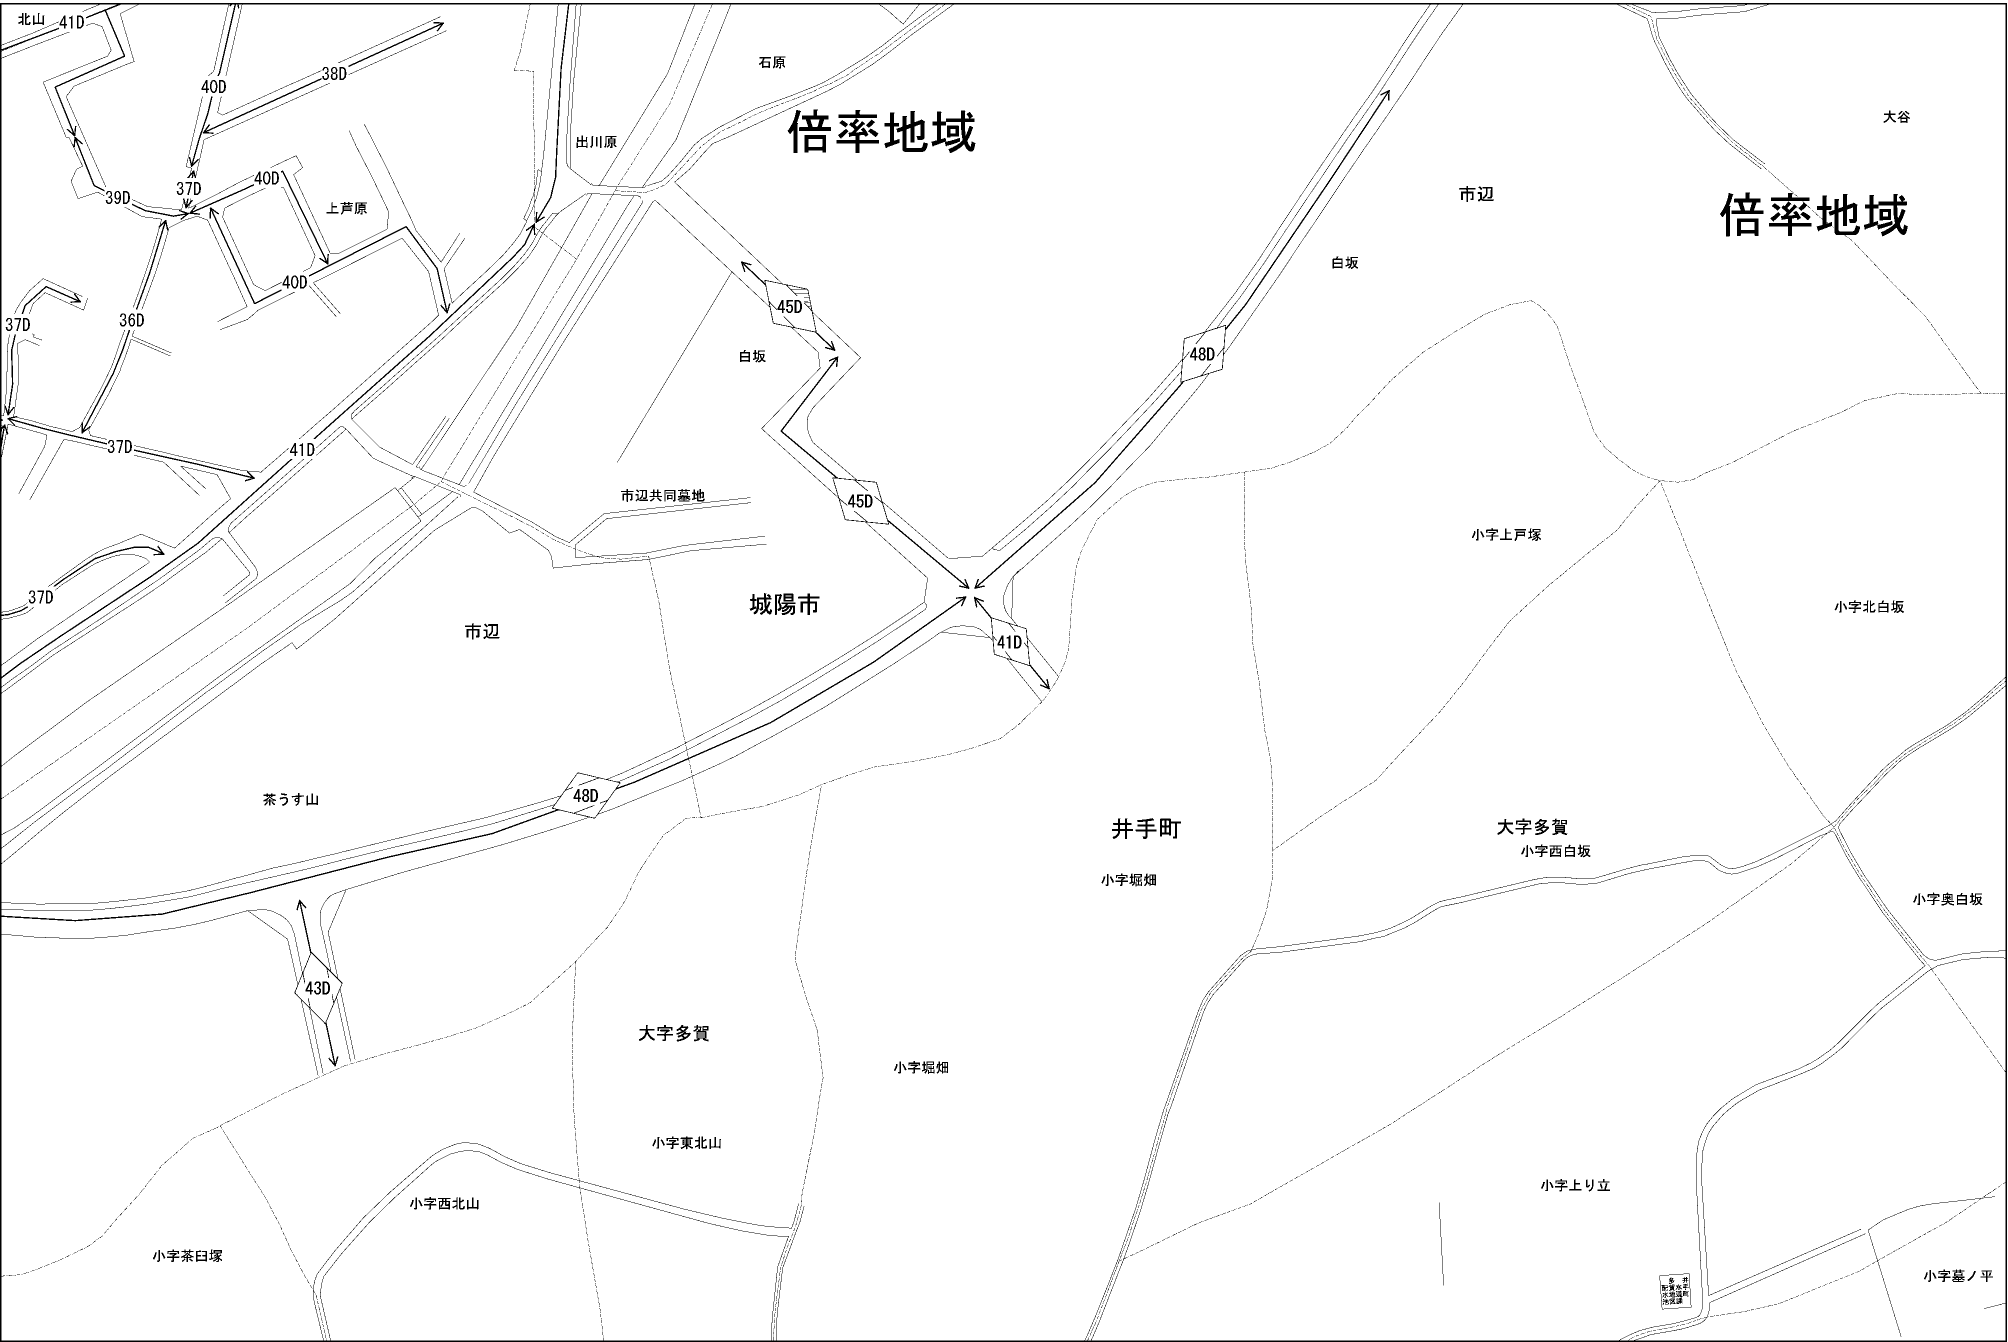 北山
41D
石原
38D
40D
大谷
倍率地域
出川原
40D
37D
39D
上芦原
市辺
倍率地域
白坂
40D
45D
36D
37D
48D
白坂
37D
41D
市辺共同墓地
45D
小字上戸塚
37D
城陽市
小字北白坂
市辺
41D
48D
茶うす山
井手町
大字多賀
小字西白坂
小字堀畑
小字奥白坂
43D
大字多賀
小字堀畑
小字東北山
小字上り立
小字西北山
小字茶臼塚
小字墓ノ平